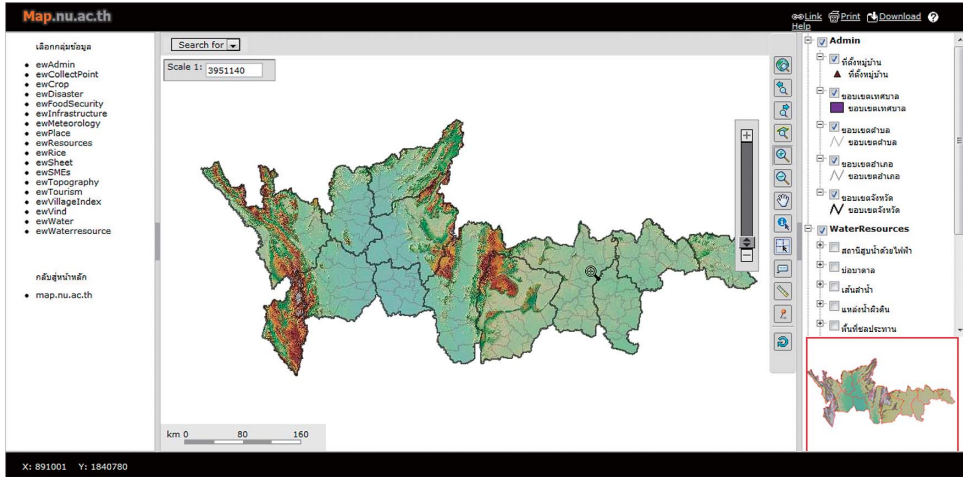 Map.nu.ac.th
Link Print Download ?
Help
เลือกกลุ่มข้อมูล
ewAdmin
ewCollectPoint
ewCrop
ewDisaster
ewFoodSecurity
ewInfrastructure
ewMeteorology
ewPlace
ewResources
ewRice
ewSheet
ewSMEs
ewTopography
ewTourism
ewVillageIndex
ewVind
ewWater
ewWaterresource
กลับสู่หน้าหลัก
map.nu.ac.th
Search for
Scale 1: 3951140
km 0 80 160
Admin
ที่ตั้งหมู่บ้าน
ที่ตั้งหมู่บ้าน
ขอบเขตเทศบาล
ขอบเขตเทศบาล
ขอบเขตตำบล
ขอบเขตตำบล
ขอบเขตอำเภอ
ขอบเขตอำเภอ
ขอบเขตจังหวัด
ขอบเขตจังหวัด
WaterResources
สถานีสูบน้ำด้วยไฟฟ้า
บ่อบาดาล
เส้นลำน้ำ
แหล่งน้ำผิวดิน
พื้นที่ชลประทาน
X: 891001 Y: 1840780